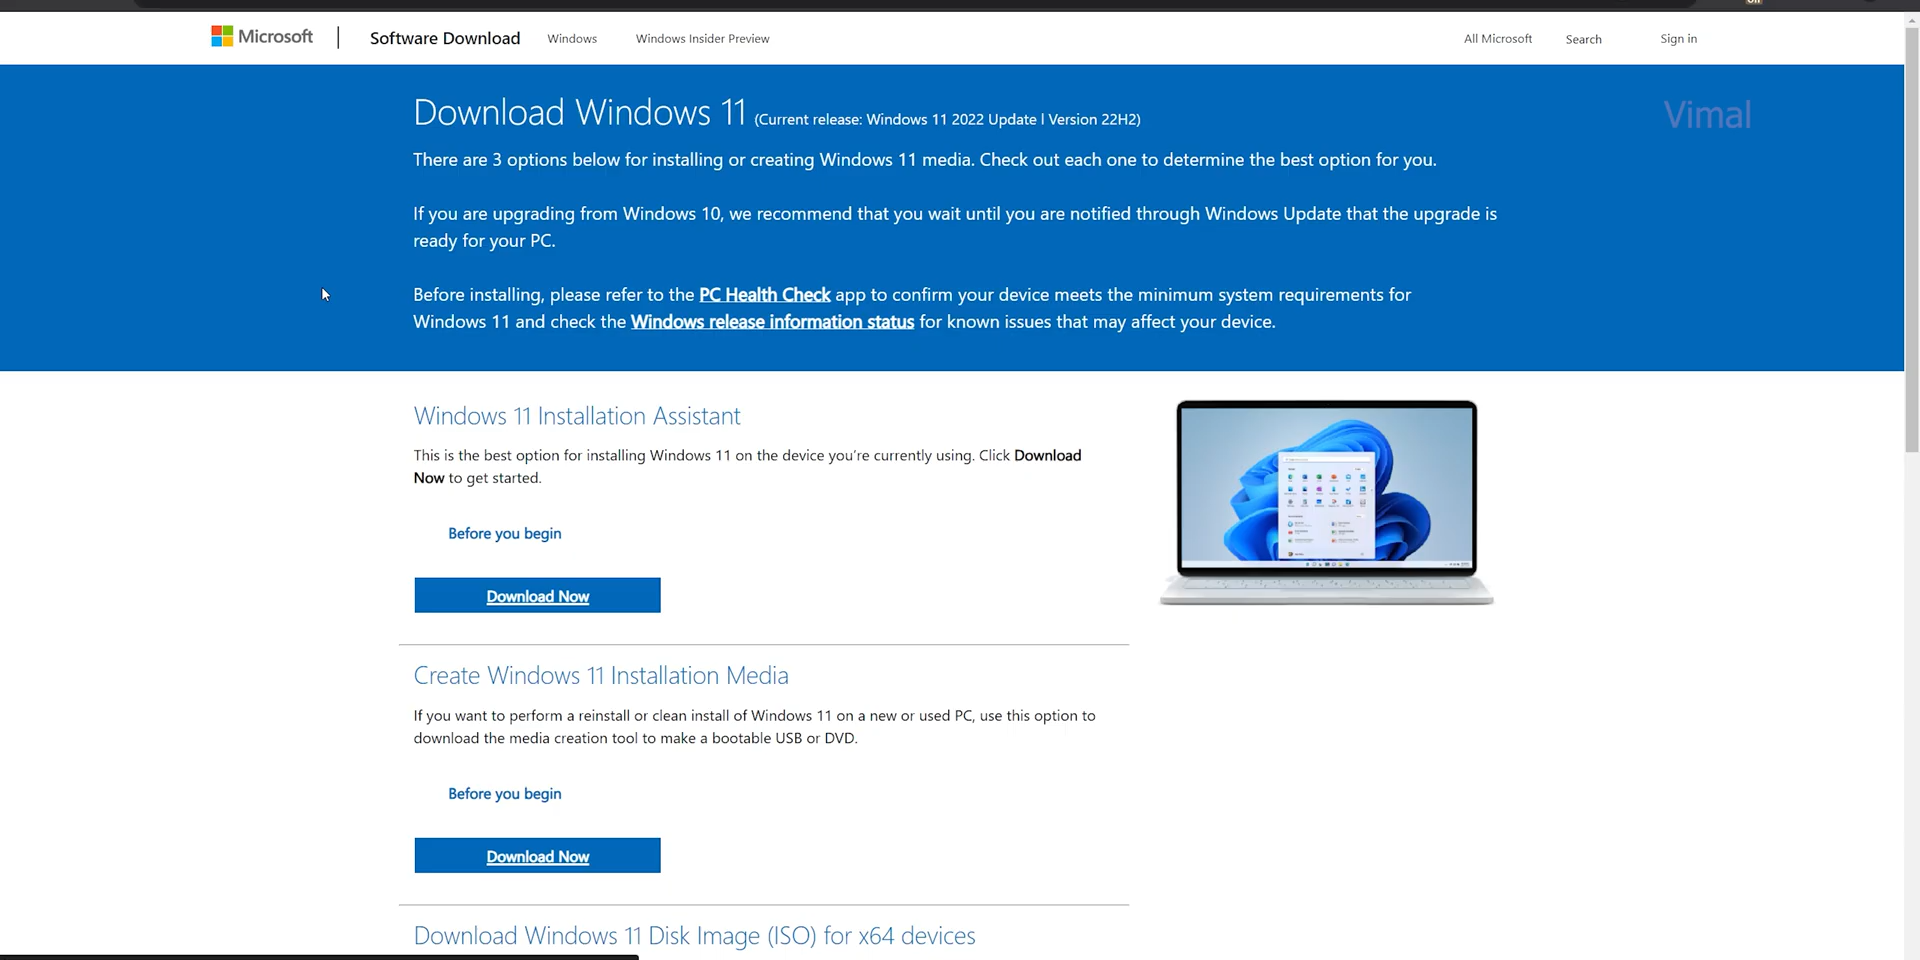 Microsoft
Software Download
Windows
Windows Insider Preview
All Microsoft
Search
Sign in
Download Windows 11 (Current release: Windows 11 2022 Update l Version 22H2)
Vimal
There are 3 options below for installing or creating Windows 11 media. Check out each one to determine the best option for you.
If you are upgrading from Windows 10, we recommend that you wait until you are notified through Windows Update that the upgrade is
ready for your PC.
Before installing, please refer to the PC Health Check app to confirm your device meets the minimum system requirements for
Windows 11 and check the Windows release information status for known issues that may affect your device.
Windows 11 Installation Assistant
This is the best option for installing Windows 11 on the device you're currently using. Click Download
Now to get started.
Before you begin
Download Now
Create Windows 11 Installation Media
If you want to perform a reinstall or clean install of Windows 11 on a new or used PC, use this option to
download the media creation tool to make a bootable USB or DVD.
Before you begin
Download Now
Download Windows 11 Disk Image (ISO) for x64 devices